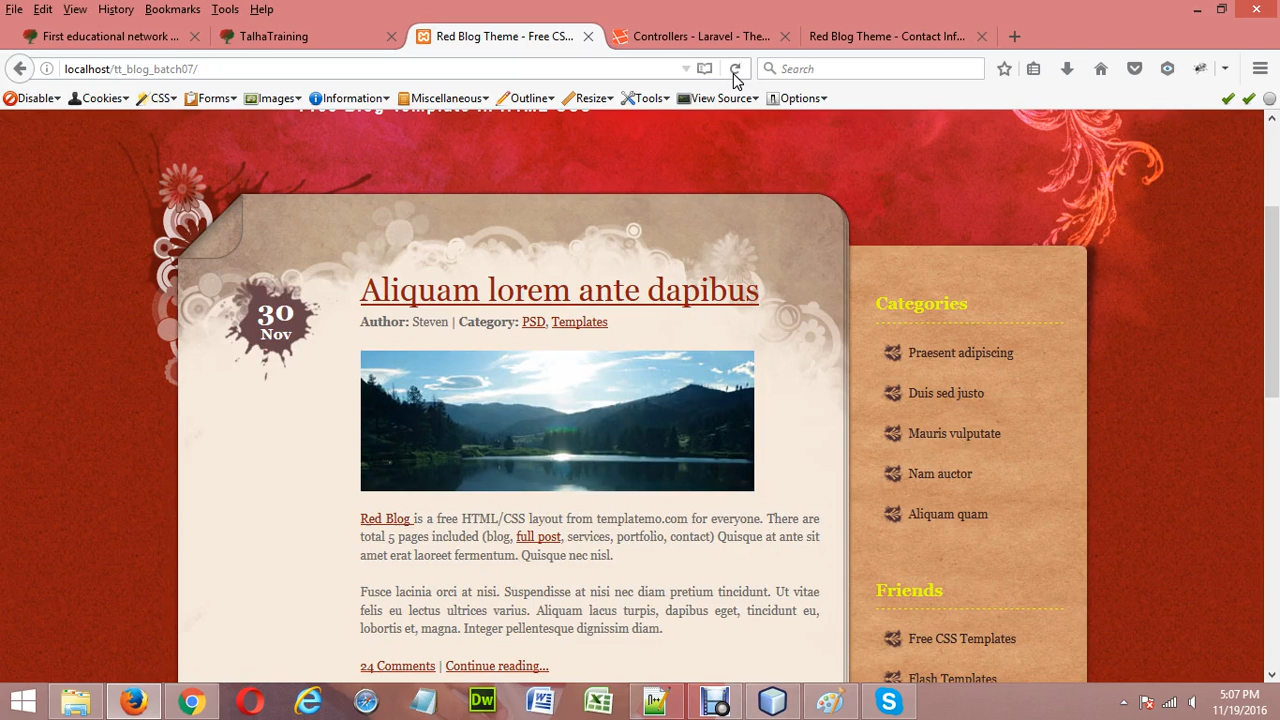 File Edit View History Bookmarks Tools Help
First educational network ...
TalhaTraining
Red Blog Theme - Free CS...
Controllers - Laravel - The...
Red Blog Theme - Contact Inf...
localhost/tt_blog_batch07/
Search
Disable Cookies CSS Forms Images Information Miscellaneous Outline Resize Tools View Source Options
Free Blog Template in HTML CSS
30
Nov
Aliquam lorem ante dapibus
Author: Steven | Category: PSD, Templates
Red Blog is a free HTML/CSS layout from templatemo.com for everyone. There are
total 5 pages included (blog, full post, services, portfolio, contact) Quisque at ante sit
amet erat laoreet fermentum. Quisque nec nisl.
Fusce lacinia orci at nisi. Suspendisse at nisi nec diam pretium tincidunt. Ut vitae
felis eu lectus ultrices varius. Aliquam lacus turpis, dapibus eget, tincidunt eu,
lobortis et, magna. Integer pellentesque dignissim diam.
24 Comments | Continue reading...
Categories
Praesent adipiscing
Duis sed justo
Mauris vulputate
Nam auctor
Aliquam quam
Friends
Free CSS Templates
Flash Templates
5:07 PM
11/19/2016